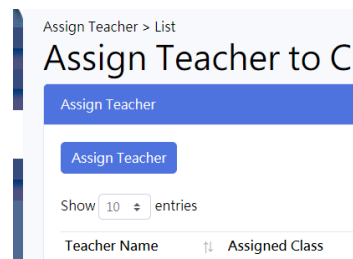 Assign Teacher > List
Assign Teacher to C
Assign Teacher
Assign Teacher
Show 10 entries
Teacher Name Assigned Class